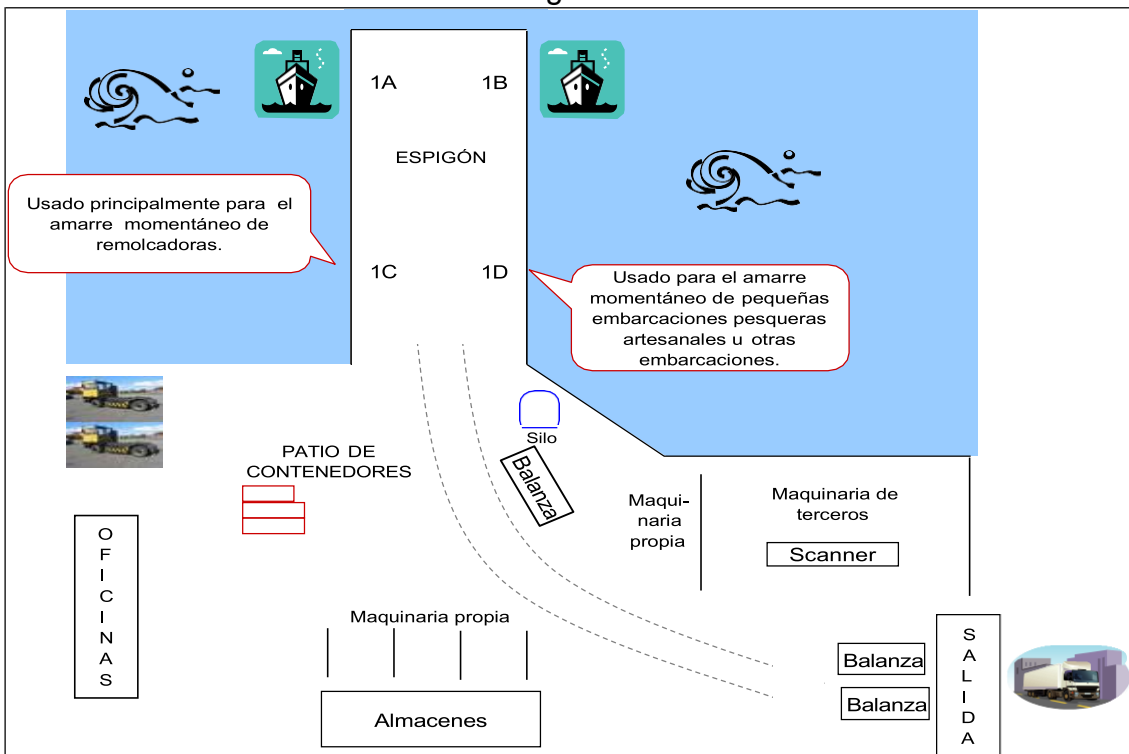 1A
1B
ESPIGÓN
Usado principalmente para el
amarre momentáneo de
remolcadoras.
1C
1D
Usado para el amarre
momentáneo de pequeñas
embarcaciones pesqueras
artesanales u otras
embarcaciones.
Silo
Balanza
PATIO DE
CONTENEDORES
Maqui-
naria
propia
Maquinaria de
terceros
Scanner
OFICINAS
Maquinaria propia
Almacenes
Balanza
Balanza
SALIDA